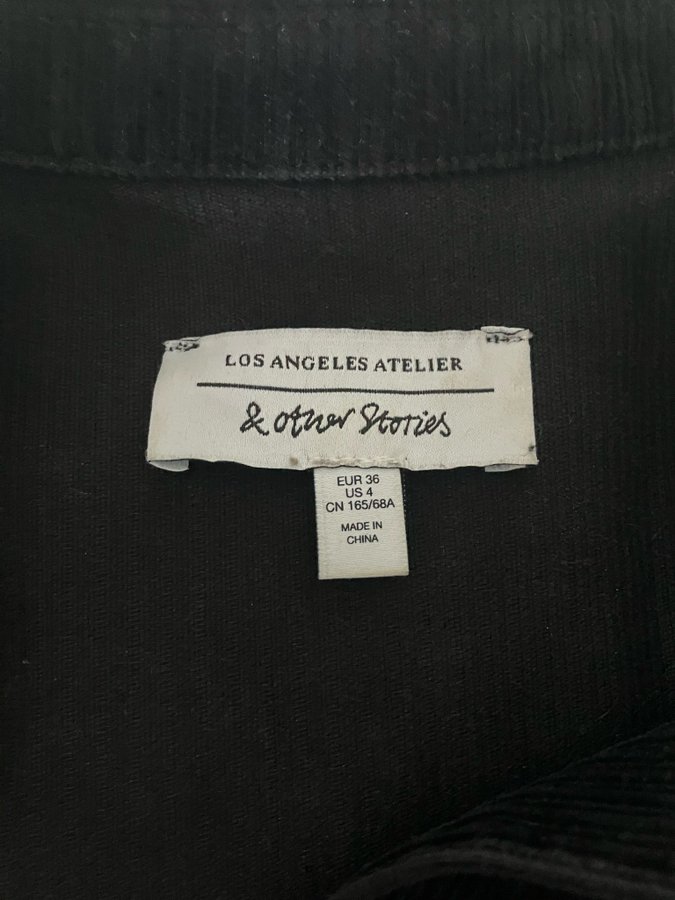 LOS ANGELES ATELIER
& other Stories
EUR 36
US 4
CN 165/68A
MADE IN
CHINA